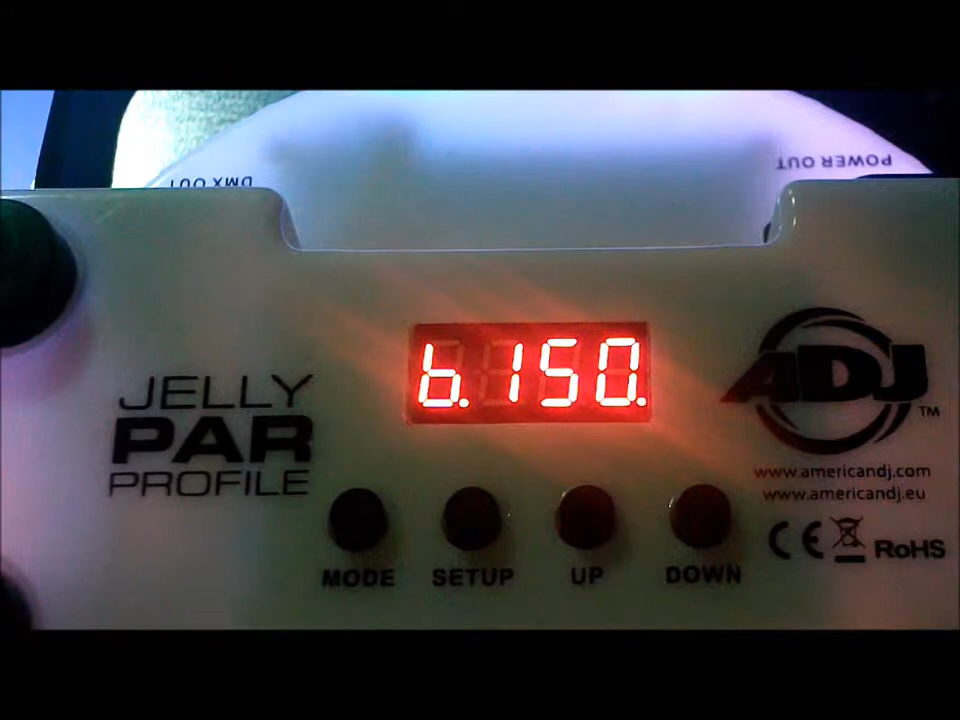 DMX OUT
POWER OUT
b.150.
JELLY
PAR
PROFILE
ADJ
TM
www.americandj.com
www.americandj.eu
CE
RoHS
MODE
SETUP
UP
DOWN